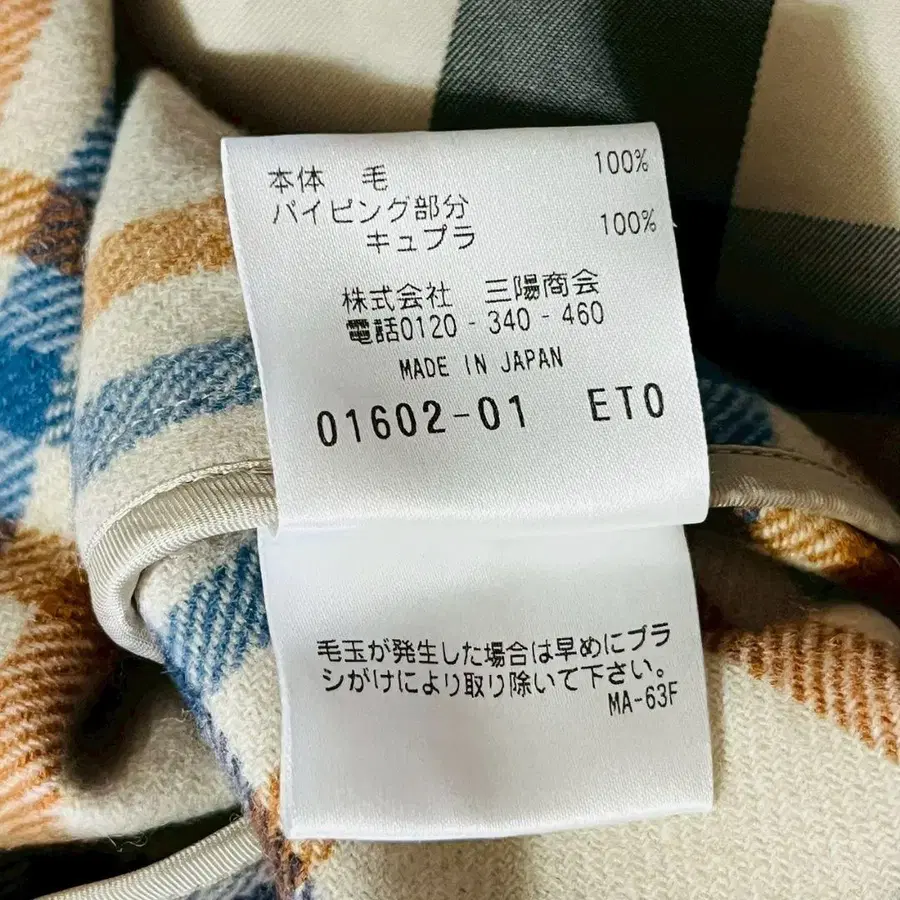 本体　毛　100%
パイピング部分
キュプラ　100%
株式会社　三陽商会
電話0120-340-460
MADE IN JAPAN
01602-01　ETO
毛玉が発生した場合は早めにブラ
シがけにより取り除いて下さい。
MA-63F